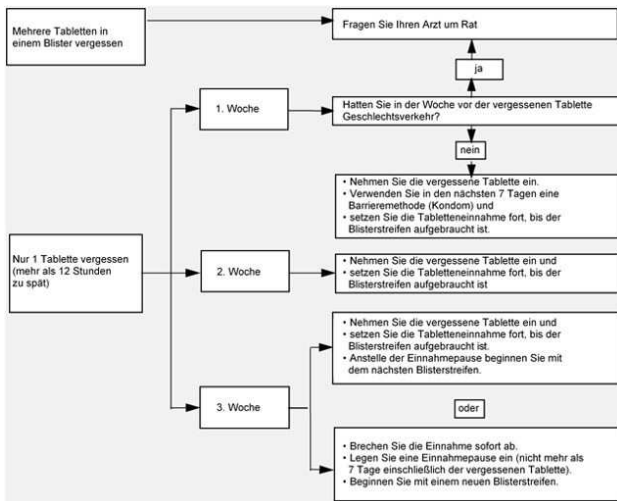 Mehrere Tabletten in
einem Blister vergessen
Fragen Sie Ihren Arzt um Rat
ja
1. Woche
Hatten Sie in der Woche vor der vergessenen Tablette
Geschlechtsverkehr?
nein
• Nehmen Sie die vergessene Tablette ein.
• Verwenden Sie in den nächsten 7 Tagen eine
Barrieremethode (Kondom) und
• setzen Sie die Tabletteneinnahme fort, bis der
Blisterstreifen aufgebraucht ist.
Nur 1 Tablette vergessen
(mehr als 12 Stunden
zu spät)
2. Woche
• Nehmen Sie die vergessene Tablette ein und
• setzen Sie die Tabletteneinnahme fort, bis der
Blisterstreifen aufgebraucht ist
3. Woche
• Nehmen Sie die vergessene Tablette ein und
• setzen Sie die Tabletteneinnahme fort, bis der
Blisterstreifen aufgebraucht ist.
• Anstelle der Einnahmepause beginnen Sie mit
dem nächsten Blisterstreifen.
oder
• Brechen Sie die Einnahme sofort ab.
• Legen Sie eine Einnahmepause ein (nicht mehr als
7 Tage einschließlich der vergessenen Tablette).
• Beginnen Sie mit einem neuen Blisterstreifen.